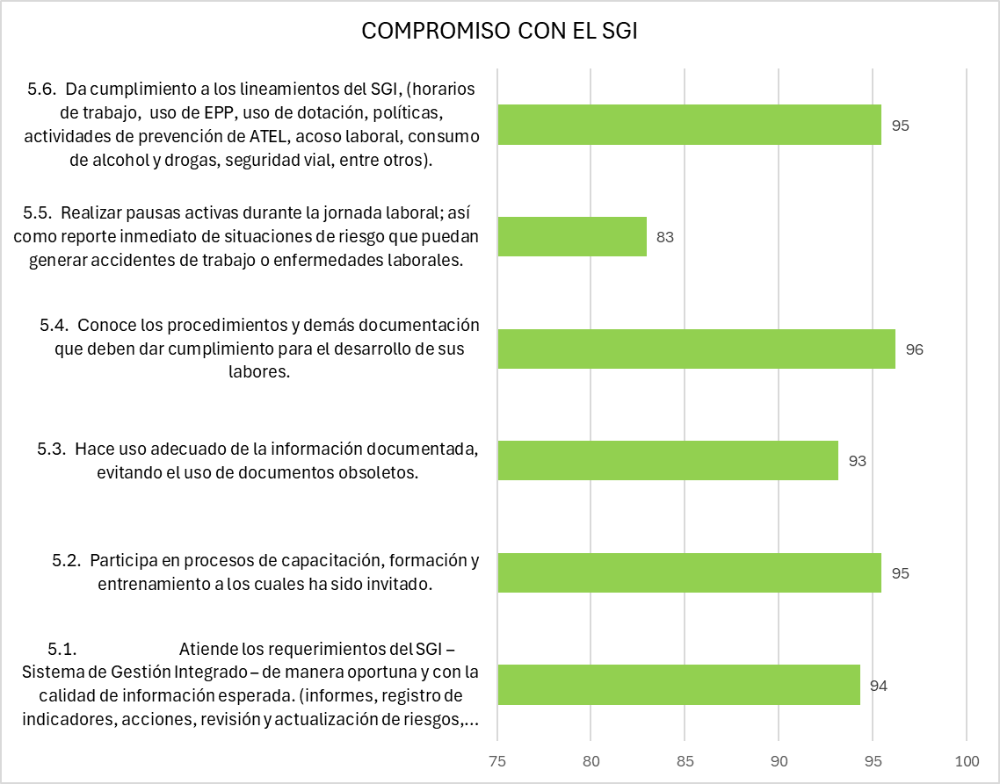 COMPROMISO CON EL SGI
5.6. Da cumplimiento a los lineamientos del SGI, (horarios
de trabajo, uso de EPP, uso de dotación, políticas,
actividades de prevención de ATEL, acoso laboral, consumo
de alcohol y drogas, seguridad vial, entre otros).
95
5.5. Realizar pausas activas durante la jornada laboral; así
como reporte inmediato de situaciones de riesgo que puedan
generar accidentes de trabajo o enfermedades laborales.
83
5.4. Conoce los procedimientos y demás documentación
que deben dar cumplimiento para el desarrollo de sus
labores.
96
5.3. Hace uso adecuado de la información documentada,
evitando el uso de documentos obsoletos.
93
5.2. Participa en procesos de capacitación, formación y
entrenamiento a los cuales ha sido invitado.
95
5.1. Atiende los requerimientos del SGI –
Sistema de Gestión Integrado – de manera oportuna y con la
calidad de información esperada. (informes, registro de
indicadores, acciones, revisión y actualización de riesgos,...
94
75 80 85 90 95 100